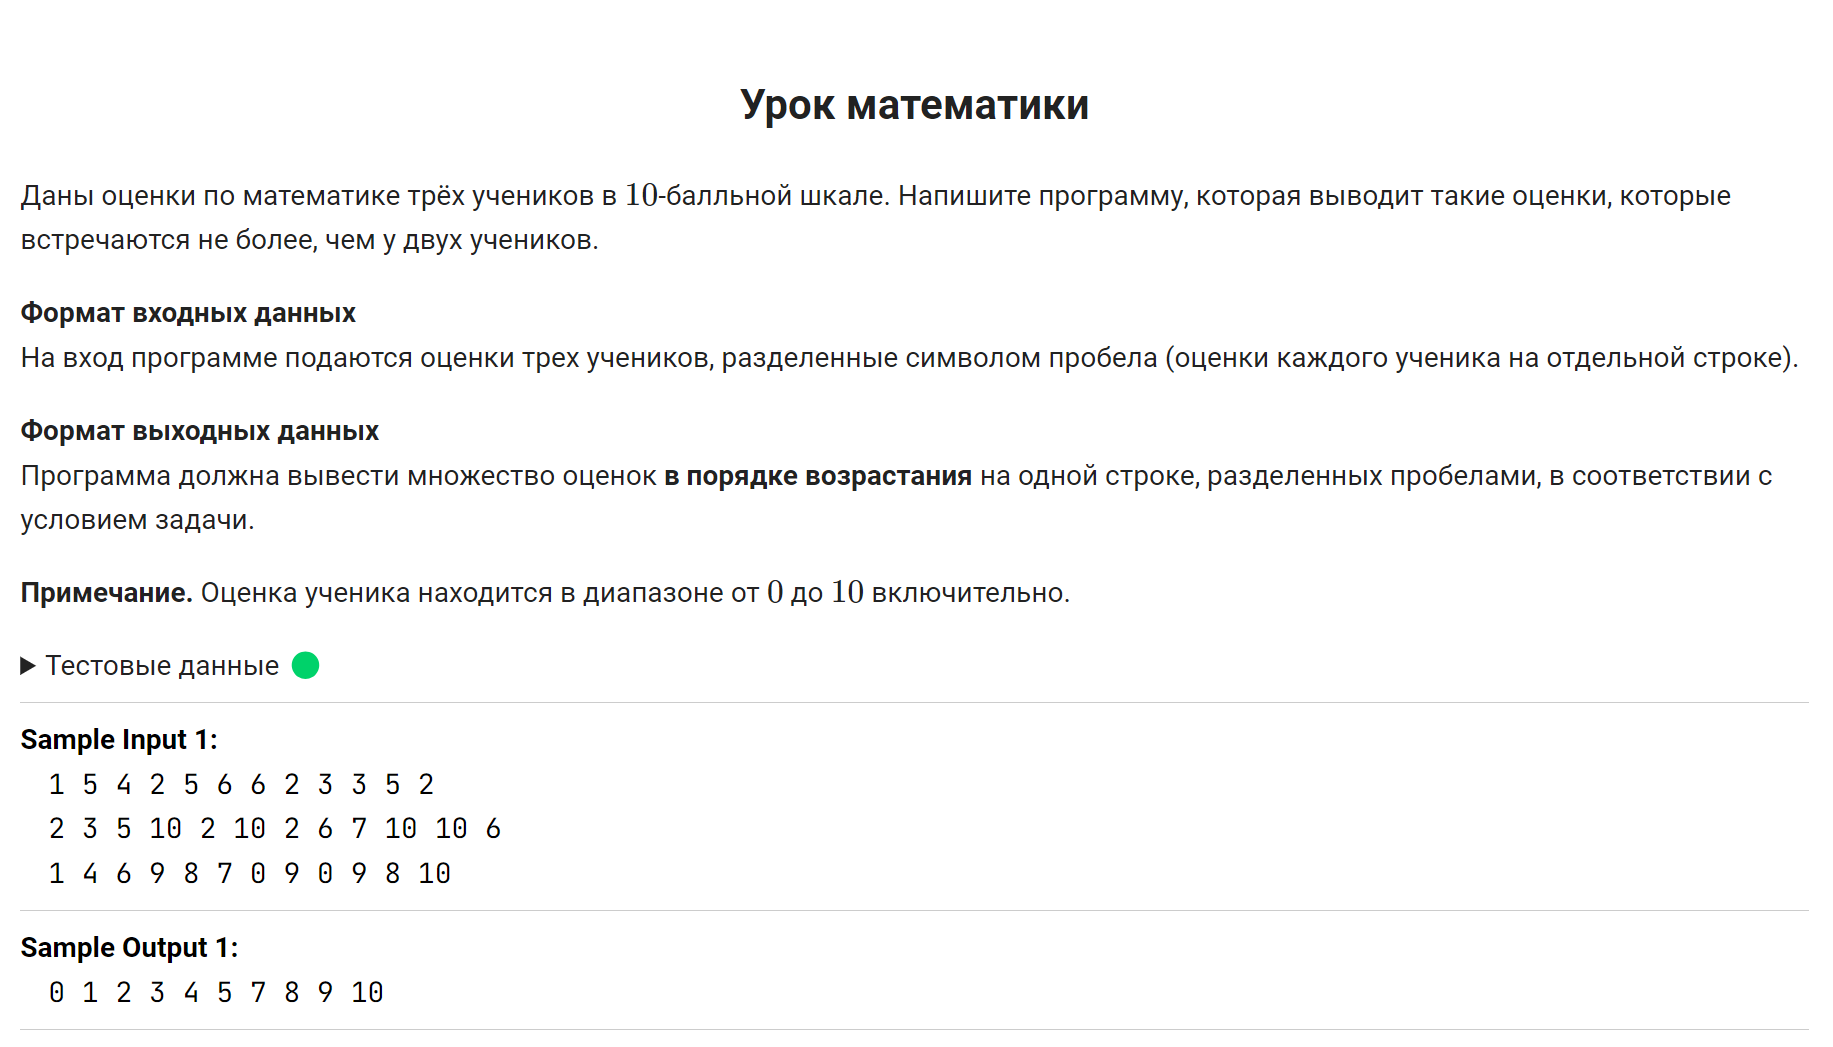 Урок математики
Даны оценки по математике трёх учеников в 10-балльной шкале. Напишите программу, которая выводит такие оценки, которые
встречаются не более, чем у двух учеников.
Формат входных данных
На вход программе подаются оценки трех учеников, разделенные символом пробела (оценки каждого ученика на отдельной строке).
Формат выходных данных
Программа должна вывести множество оценок в порядке возрастания на одной строке, разделенных пробелами, в соответствии с
условием задачи.
Примечание. Оценка ученика находится в диапазоне от 0 до 10 включительно.
Тестовые данные
Sample Input 1:
1 5 4 2 5 6 6 2 3 3 5 2
2 3 5 10 2 10 2 6 7 10 10 6
1 4 6 9 8 7 0 9 0 9 8 10
Sample Output 1:
0 1 2 3 4 5 7 8 9 10